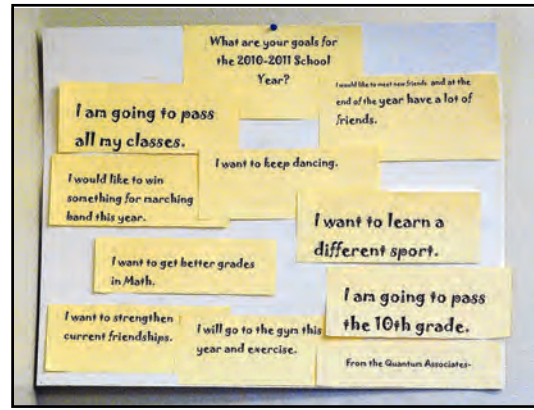 What are your goals for
the 2010-2011 School
Year?
I would like to meet new friends and at the
end of the year have a lot of
friends.
I am going to pass
all my classes.
I want to keep dancing.
I would like to win
something for marching
band this year.
I want to learn a
different sport.
I want to get better grades
in Math.
I am going to pass
the 10th grade.
I want to strengthen
current friendships.
I will go to the gym this
year and exercise.
From the Quantum Associates-